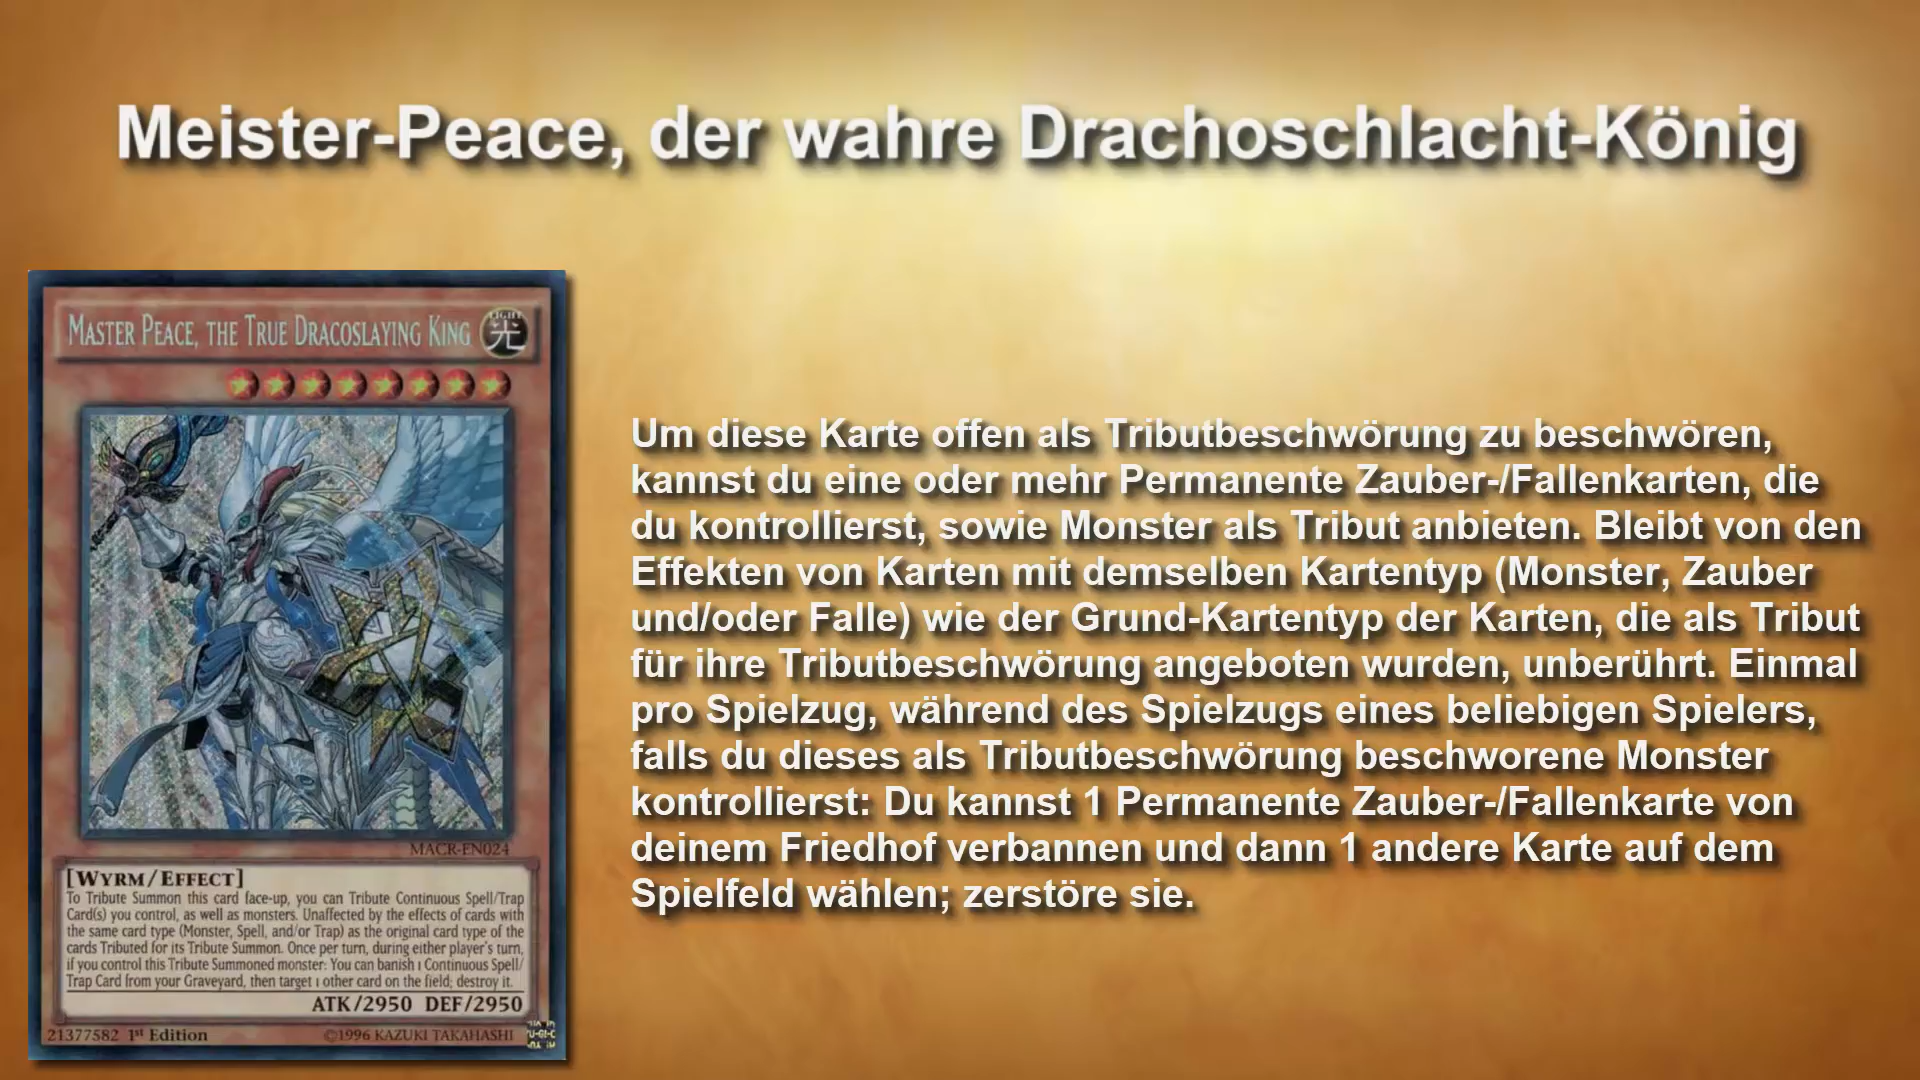 Meister-Peace, der wahre Drachoschlacht-König
MASTER PEACE, THE TRUE DRACOSLAYING KING
LIGHT
光
Um diese Karte offen als Tributbeschwörung zu beschwören,
kannst du eine oder mehr Permanente Zauber-/Fallenkarten, die
du kontrollierst, sowie Monster als Tribut anbieten. Bleibt von den
Effekten von Karten mit demselben Kartentyp (Monster, Zauber
und/oder Falle) wie der Grund-Kartentyp der Karten, die als Tribut
für ihre Tributbeschwörung angeboten wurden, unberührt. Einmal
pro Spielzug, während des Spielzugs eines beliebigen Spielers,
falls du dieses als Tributbeschwörung beschworene Monster
kontrollierst: Du kannst 1 Permanente Zauber-/Fallenkarte von
deinem Friedhof verbannen und dann 1 andere Karte auf dem
Spielfeld wählen; zerstöre sie.
MACR-EN024
[WYRM/EFFECT]
To Tribute Summon this card face-up, you can Tribute Continuous Spell/Trap
Card(s) you control, as well as monsters. Unaffected by the effects of cards with
the same card type (Monster, Spell, and/or Trap) as the original card type of the
cards Tributed for its Tribute Summon. Once per turn, during either player's turn,
if you control this Tribute Summoned monster: You can banish 1 Continuous Spell/
Trap Card from your Graveyard, then target 1 other card on the field; destroy it.
ATK/2950 DEF/2950
21377582 1st Edition ©1996 KAZUKI TAKAHASHI